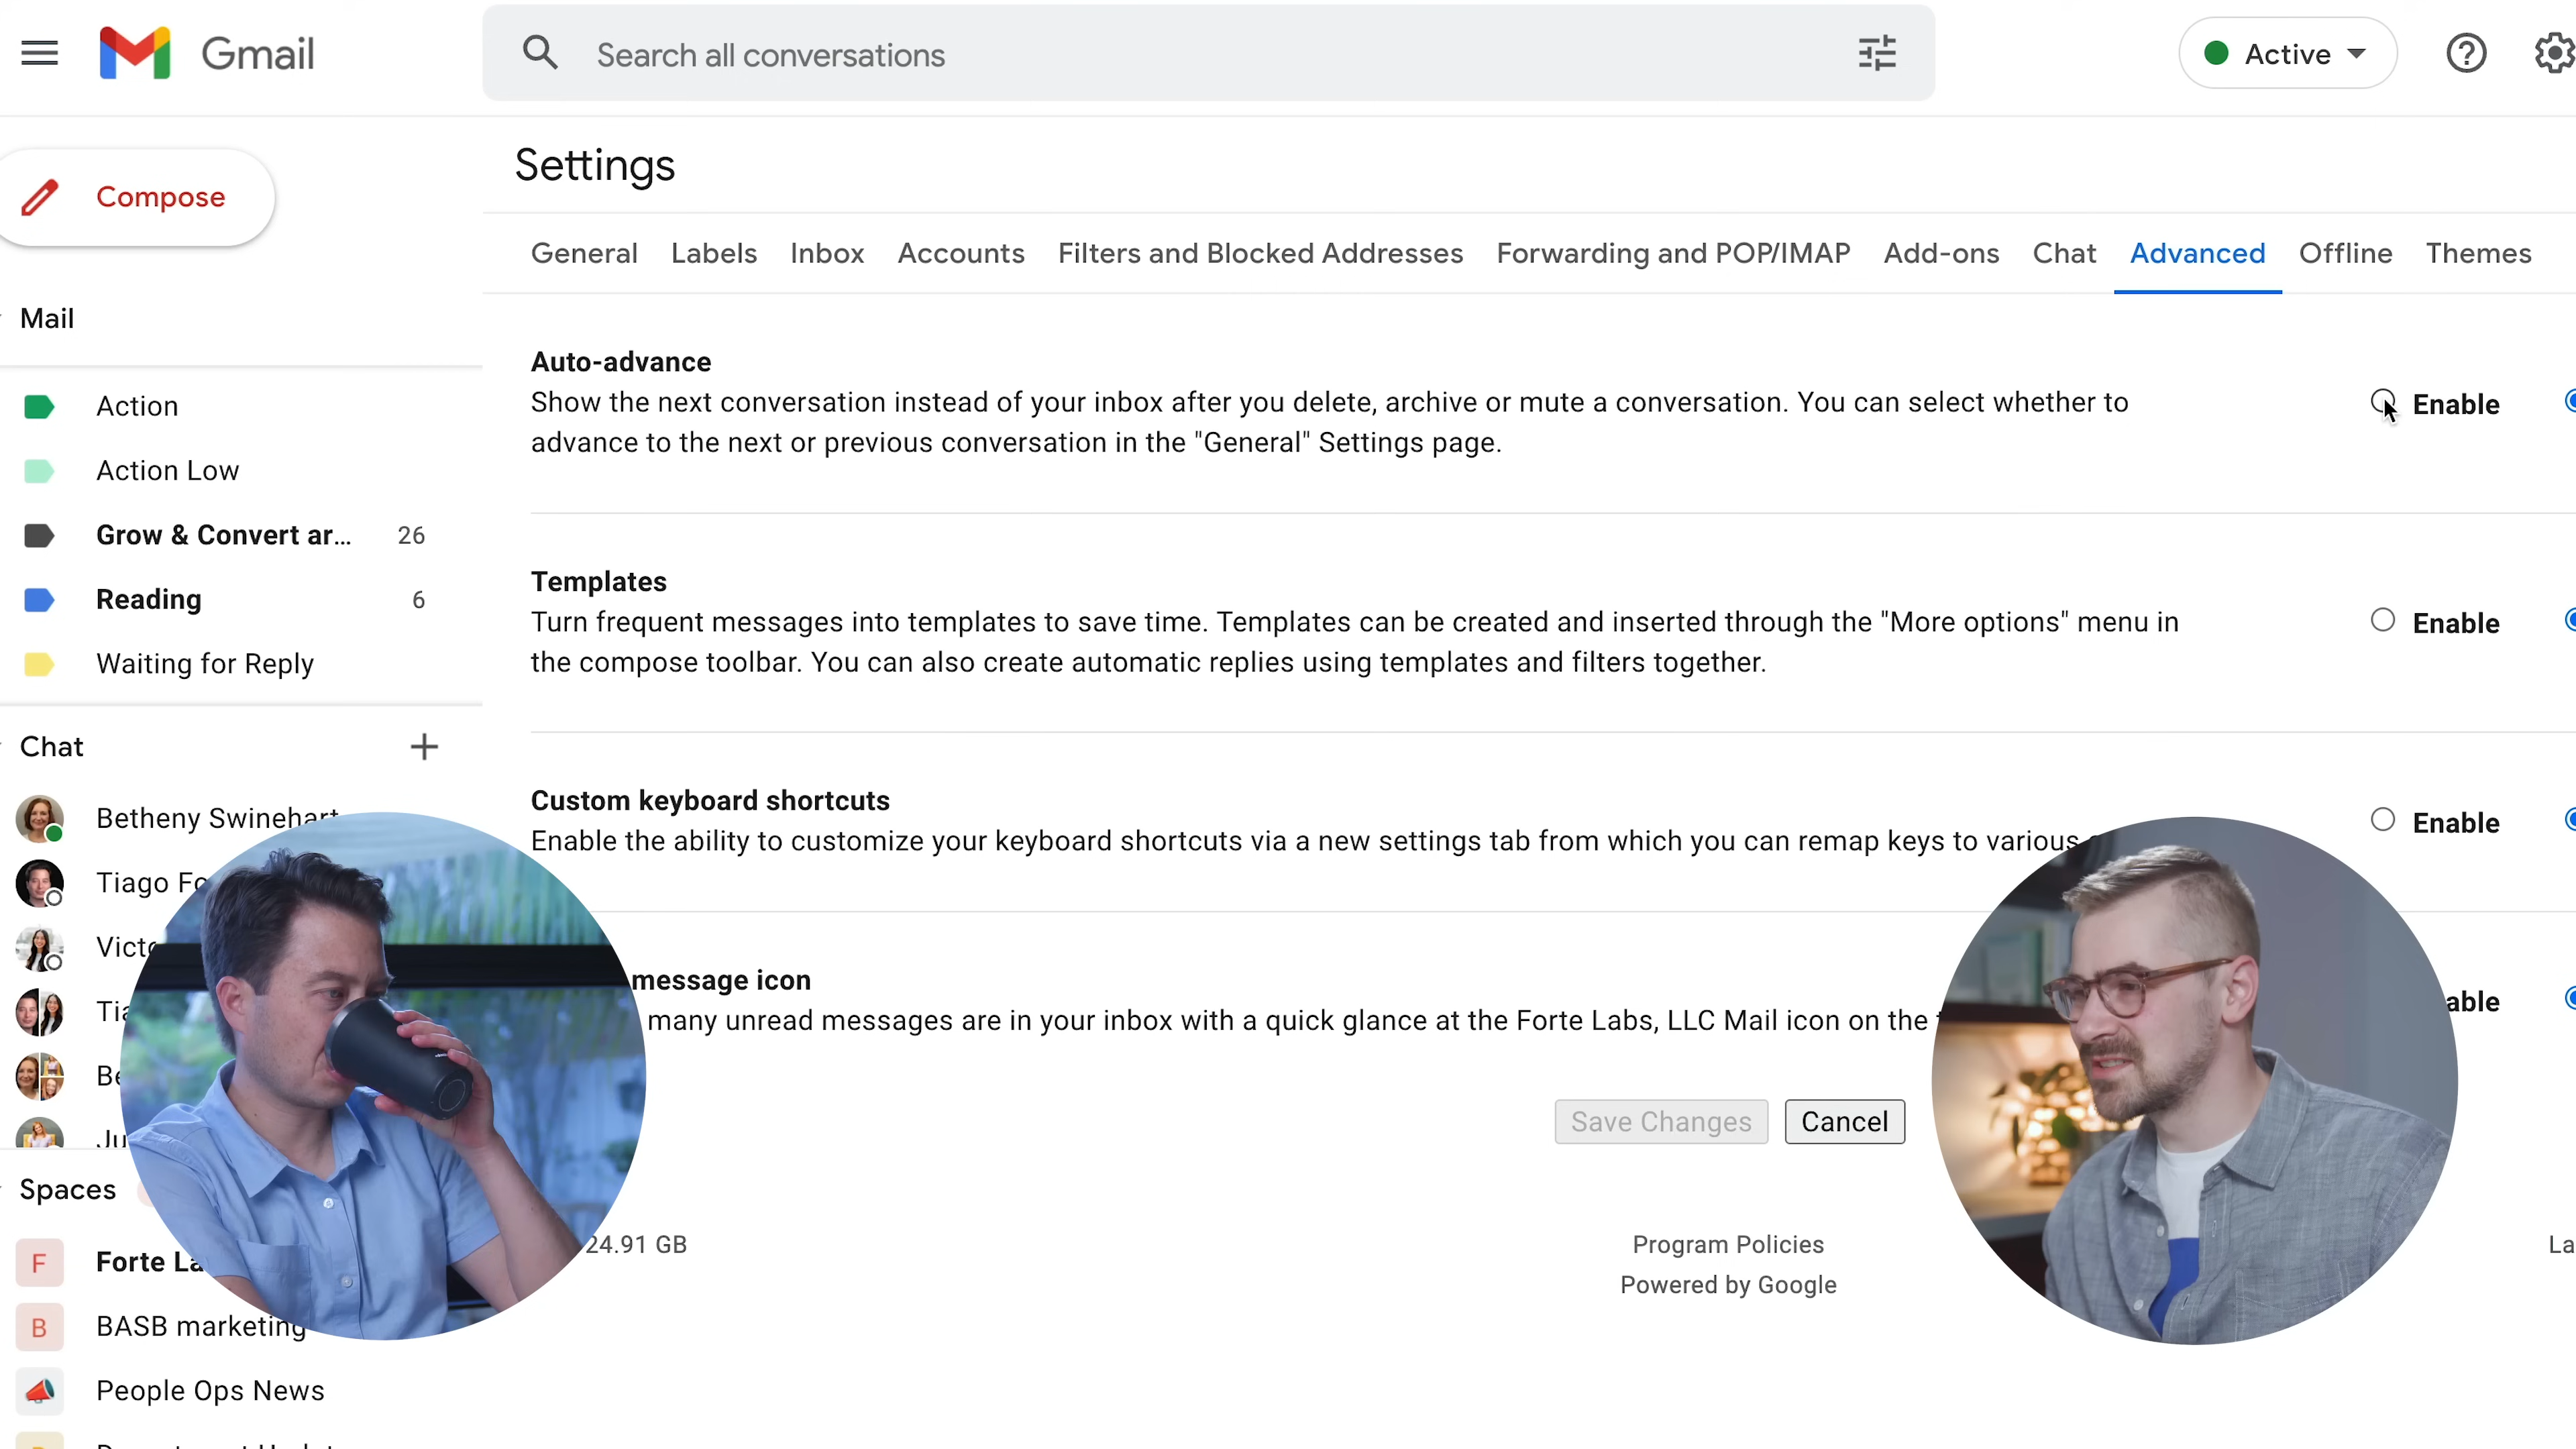 Gmail
Search all conversations
Active
Compose
Settings
General Labels Inbox Accounts Filters and Blocked Addresses Forwarding and POP/IMAP Add-ons Chat Advanced Offline Themes
Mail
Action
Action Low
Grow & Convert ar... 26
Reading 6
Waiting for Reply
Chat
Betheny Swinehart
Tiago Fo
Victo
Tia
Be
Ju
Spaces
F Forte La
B BASB marketing
People Ops News
Auto-advance
Show the next conversation instead of your inbox after you delete, archive or mute a conversation. You can select whether to
advance to the next or previous conversation in the "General" Settings page.
Enable
Templates
Turn frequent messages into templates to save time. Templates can be created and inserted through the "More options" menu in
the compose toolbar. You can also create automatic replies using templates and filters together.
Enable
Custom keyboard shortcuts
Enable the ability to customize your keyboard shortcuts via a new settings tab from which you can remap keys to various
Enable
message icon
many unread messages are in your inbox with a quick glance at the Forte Labs, LLC Mail icon on the
able
Save Changes Cancel
24.91 GB
Program Policies
Powered by Google
La